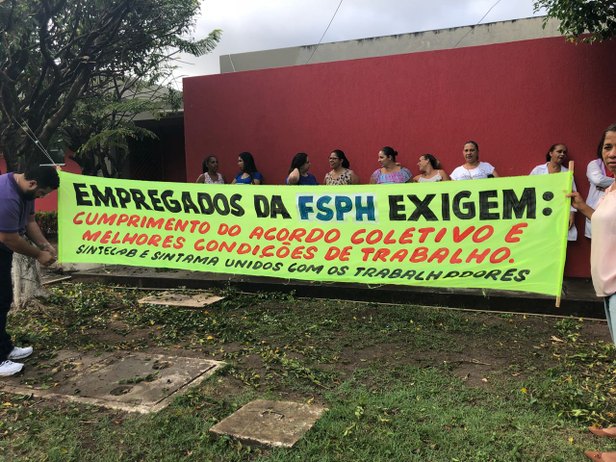 EMPREGADOS DA FSPH EXIGEM:
CUMPRIMENTO DO ACORDO COLETIVO E
MELHORES CONDIÇÕES DE TRABALHO.
SINTECAB E SINTAMA UNIDOS COM OS TRABALHADORES